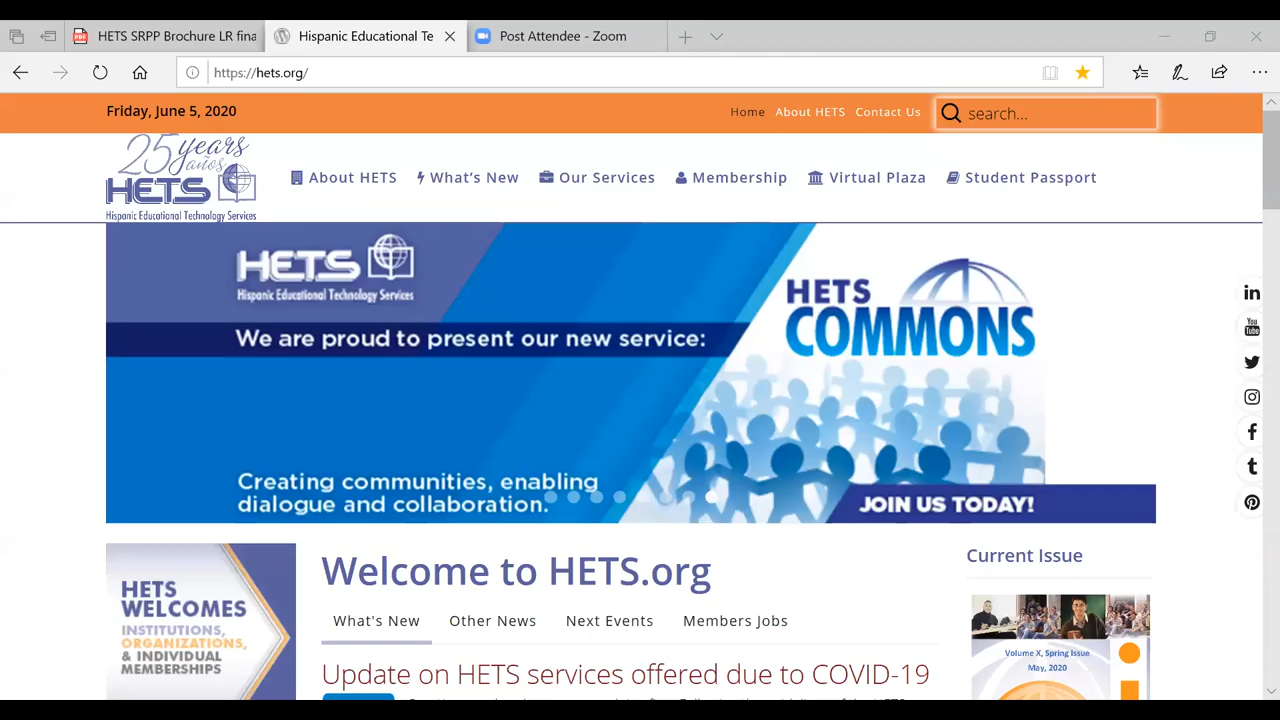 HETS SRPP Brochure LR fina
Hispanic Educational Te
Post Attendee - Zoom
https://hets.org/
Friday, June 5, 2020
Home About HETS Contact Us
search...
25 years
años
HETS
Hispanic Educational Technology Services
About HETS What's New Our Services Membership Virtual Plaza Student Passport
HETS
Hispanic Educational Technology Services
We are proud to present our new service:
HETS
COMMONS
Creating communities, enabling
dialogue and collaboration.
JOIN US TODAY!
HETS
WELCOMES
INSTITUTIONS,
ORGANIZATIONS,
& INDIVIDUAL
MEMBERSHIPS
Welcome to HETS.org
What's New Other News Next Events Members Jobs
Update on HETS services offered due to COVID-19
Current Issue
Volume X, Spring Issue
May, 2020